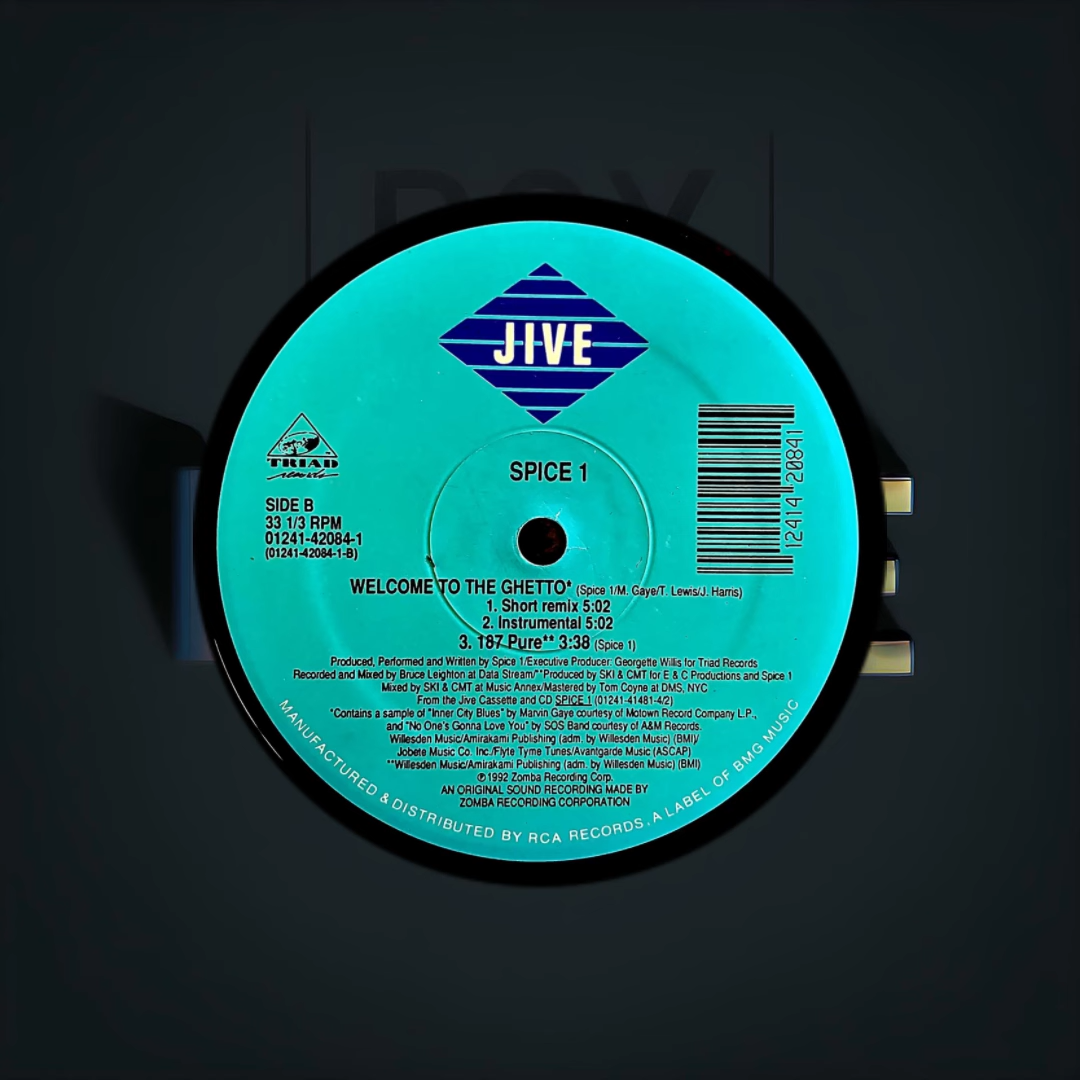 JIVE
TRIAD
records
SPICE 1
SIDE B
33 1/3 RPM
01241-42084-1
(01241-42084-1-B)
12414 20841
WELCOME TO THE GHETTO* (Spice 1/M. Gaye/T. Lewis/J. Harris)
1. Short remix 5:02
2. Instrumental 5:02
3. 187 Pure** 3:38 (Spice 1)
Produced, Performed and Written by Spice 1/Executive Producer: Georgette Willis for Triad Records
Recorded and Mixed by Bruce Leighton at Data Stream/**Produced by SKI & CMT for E & C Productions and Spice 1
Mixed by SKI & CMT at Music Annex/Mastered by Tom Coyne at DMS, NYC
From the Jive Cassette and CD SPICE 1 (01241-41481-4/2)
*Contains a sample of "Inner City Blues" by Marvin Gaye courtesy of Motown Record Company L.P.,
and "No One's Gonna Love You" by SOS Band courtesy of A&M Records.
Willesden Music/Amirakami Publishing (adm. by Willesden Music) (BMI)/
Jobete Music Co. Inc./Flyte Tyme Tunes/Avantgarde Music (ASCAP)
**Willesden Music/Amirakami Publishing (adm. by Willesden Music) (BMI)
℗1992 Zomba Recording Corp.
AN ORIGINAL SOUND RECORDING MADE BY
ZOMBA RECORDING CORPORATION
MANUFACTURED & DISTRIBUTED BY RCA RECORDS, A LABEL OF BMG MUSIC